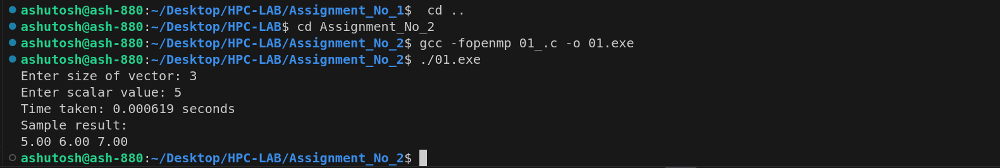 ashutosh@ash-880:~/Desktop/HPC-LAB/Assignment_No_1$  cd ..
ashutosh@ash-880:~/Desktop/HPC-LAB$ cd Assignment_No_2
ashutosh@ash-880:~/Desktop/HPC-LAB/Assignment_No_2$ gcc -fopenmp 01_.c -o 01.exe
ashutosh@ash-880:~/Desktop/HPC-LAB/Assignment_No_2$ ./01.exe
Enter size of vector: 3
Enter scalar value: 5
Time taken: 0.000619 seconds
Sample result:
5.00 6.00 7.00
ashutosh@ash-880:~/Desktop/HPC-LAB/Assignment_No_2$